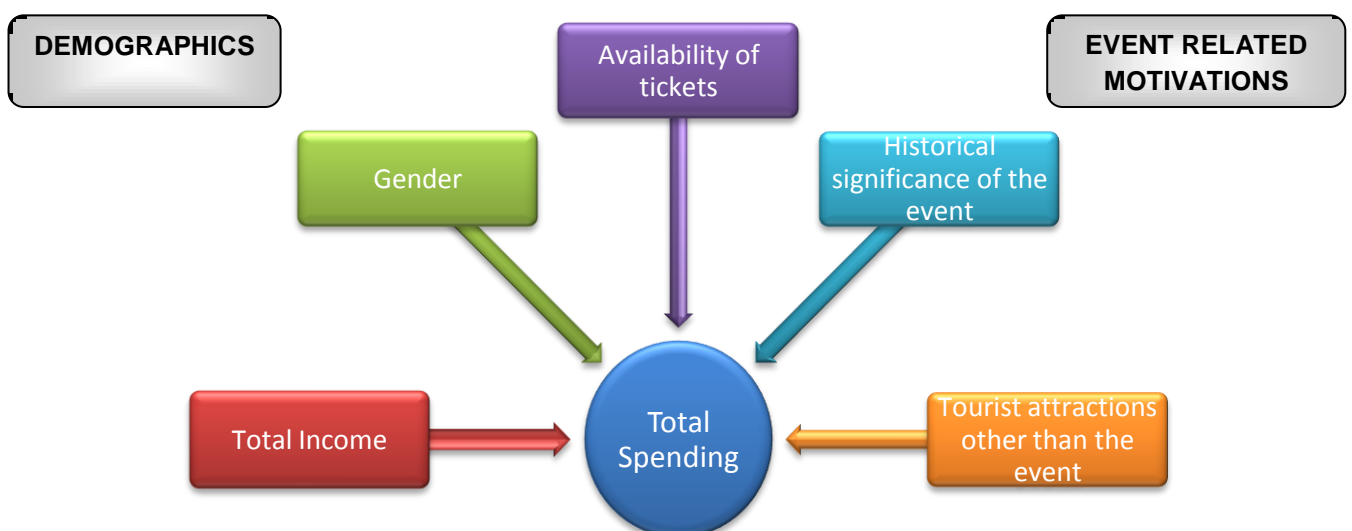 DEMOGRAPHICS
Availability of
tickets
EVENT RELATED
MOTIVATIONS
Gender
Historical
significance of the
event
Total Income
Total
Spending
Tourist attractions
other than the
event